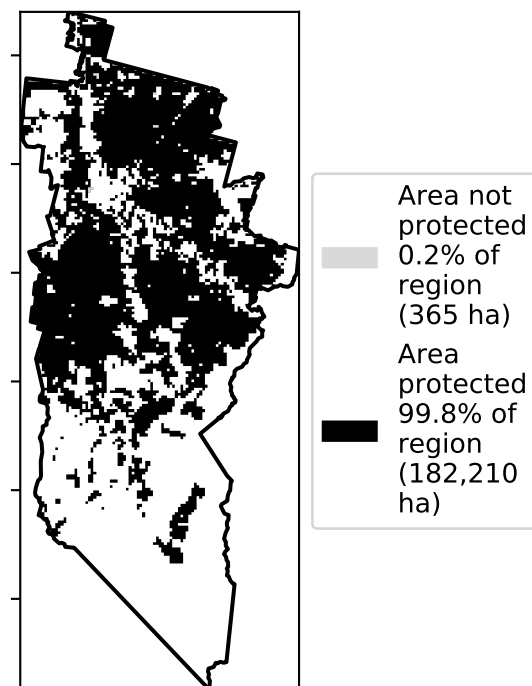 Area not
protected
0.2% of
region
(365 ha)
Area
protected
99.8% of
region
(182,210
ha)